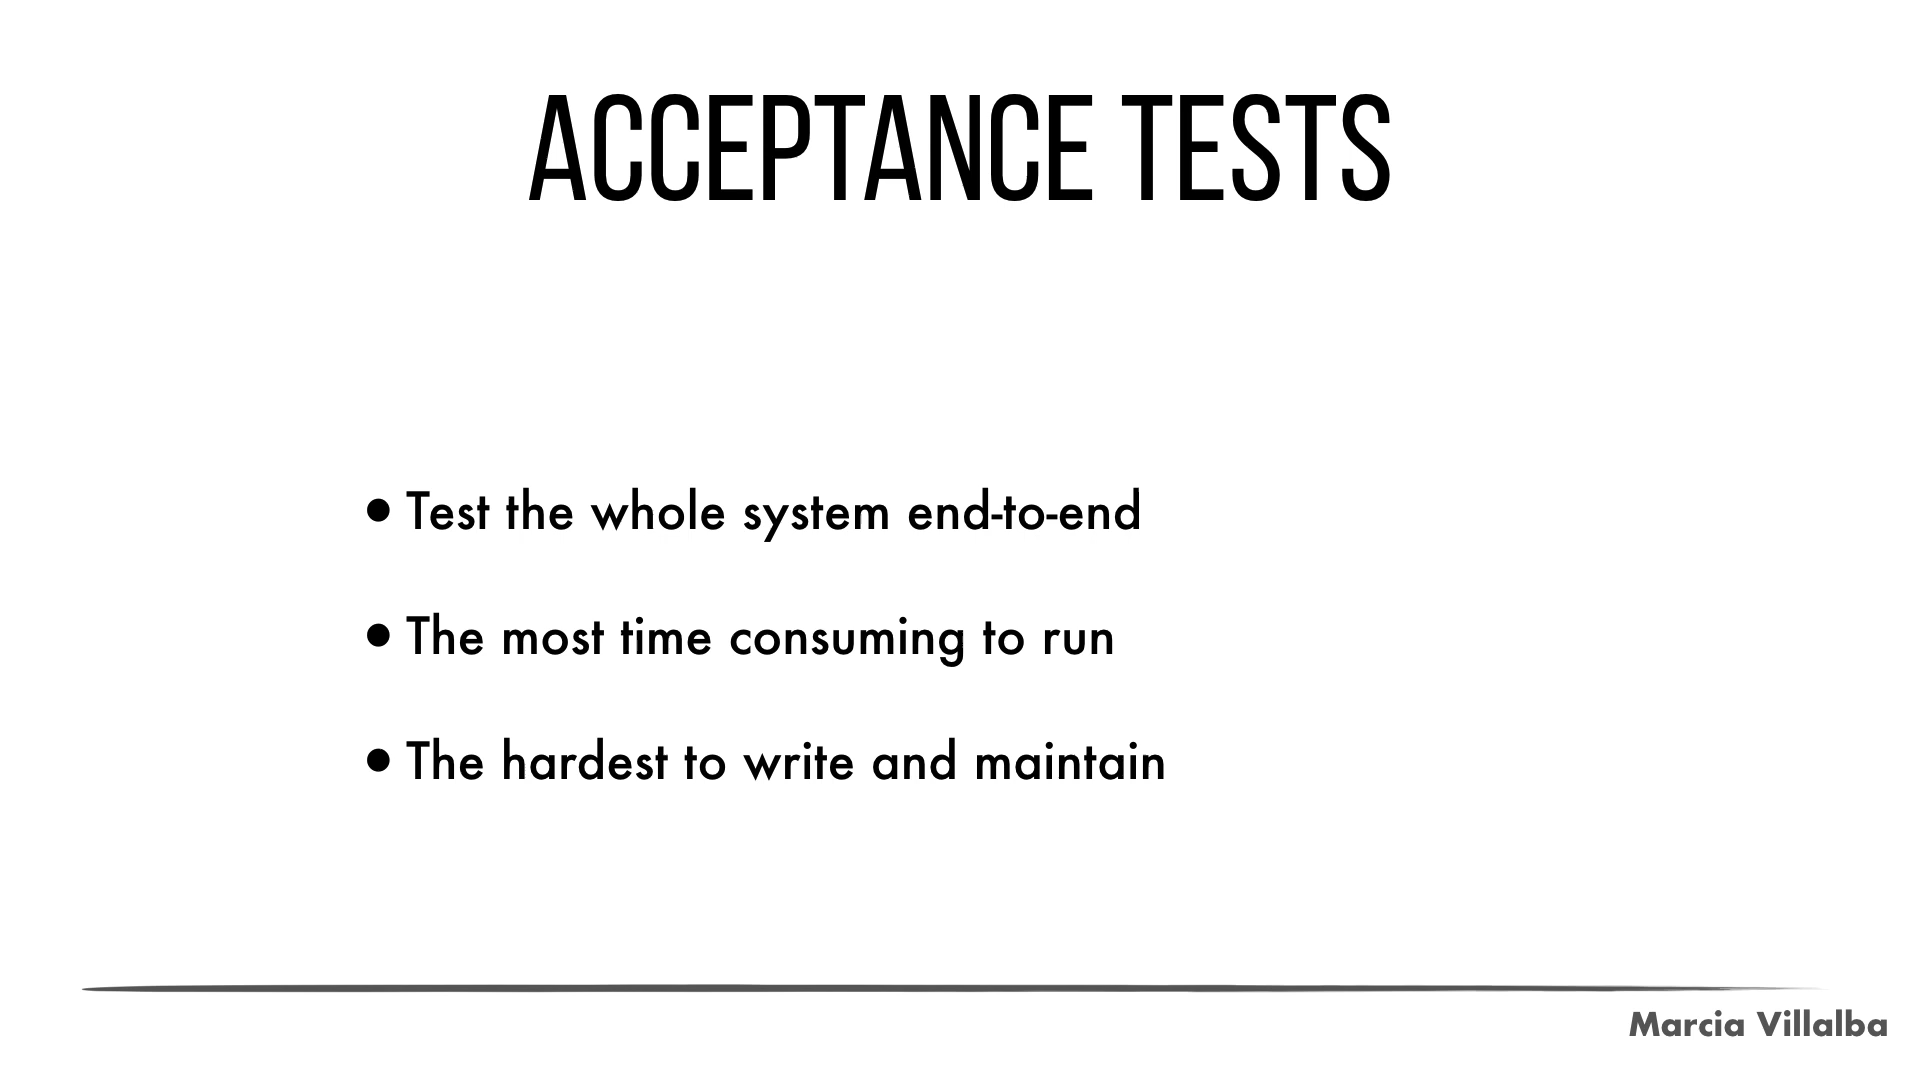 ACCEPTANCE TESTS
• Test the whole system end-to-end
• The most time consuming to run
• The hardest to write and maintain
Marcia Villalba